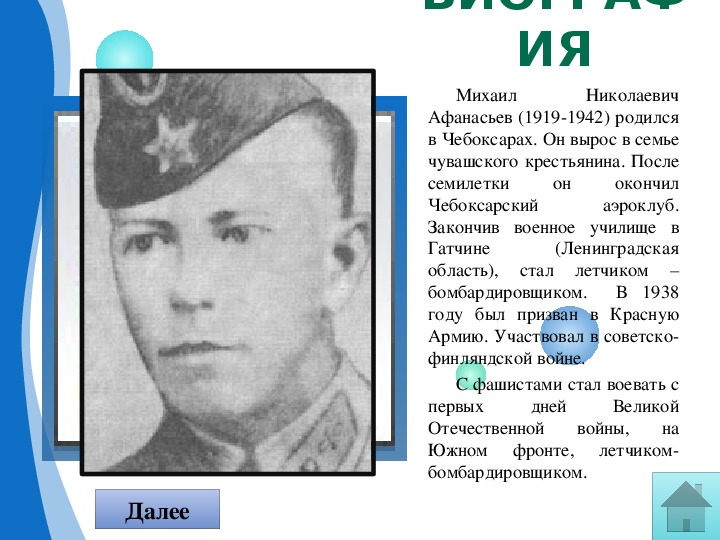 БИОГРАФ
ИЯ
Михаил Николаевич
Афанасьев (1919-1942) родился
в Чебоксарах. Он вырос в семье
чувашского крестьянина. После
семилетки он окончил
Чебоксарский аэроклуб.
Закончив военное училище в
Гатчине (Ленинградская
область), стал летчиком –
бомбардировщиком. В 1938
году был призван в Красную
Армию. Участвовал в советско-
финляндской войне.
С фашистами стал воевать с
первых дней Великой
Отечественной войны, на
Южном фронте, летчиком-
бомбардировщиком.
Далее